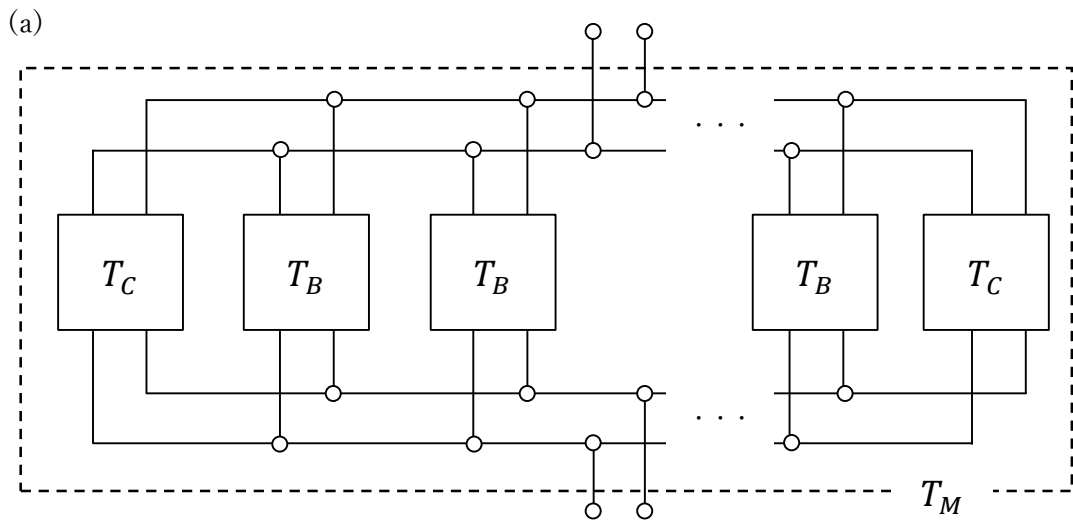 (a)
. . .
T_C T_B T_B T_B T_C
. . .
T_M